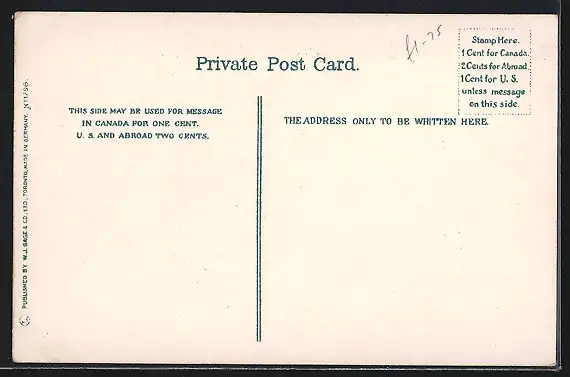 £1-75
Stamp Here.
1 Cent for Canada.
2 Cents for Abroad.
1 Cent for U. S.
unless message
on this side.
Private Post Card.
THIS SIDE MAY BE USED FOR MESSAGE
IN CANADA FOR ONE CENT.
U. S. AND ABROAD TWO CENTS.
THE ADDRESS ONLY TO BE WRITTEN HERE.
PUBLISHED BY W. J. GAGE & CO. LTD., TORONTO, MADE IN GERMANY.